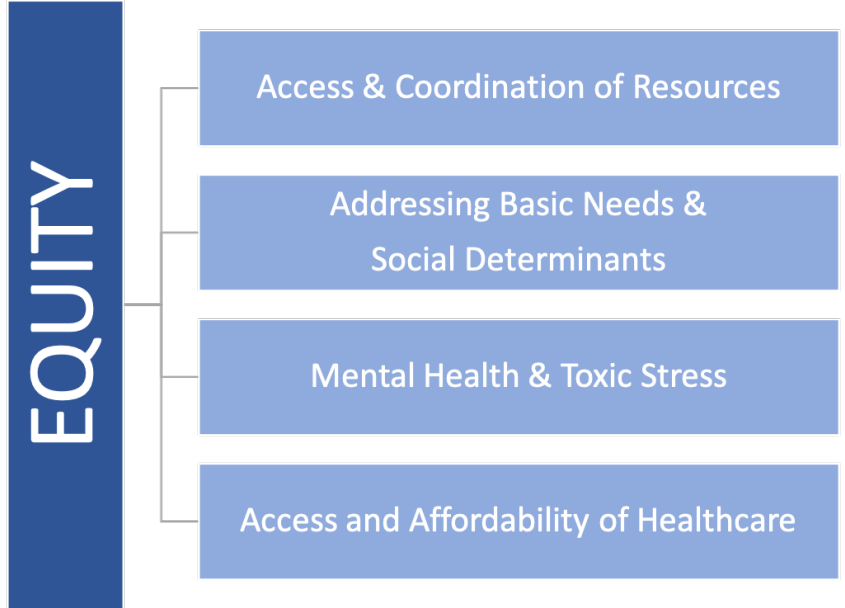 EQUITY
Access & Coordination of Resources
Addressing Basic Needs &
Social Determinants
Mental Health & Toxic Stress
Access and Affordability of Healthcare